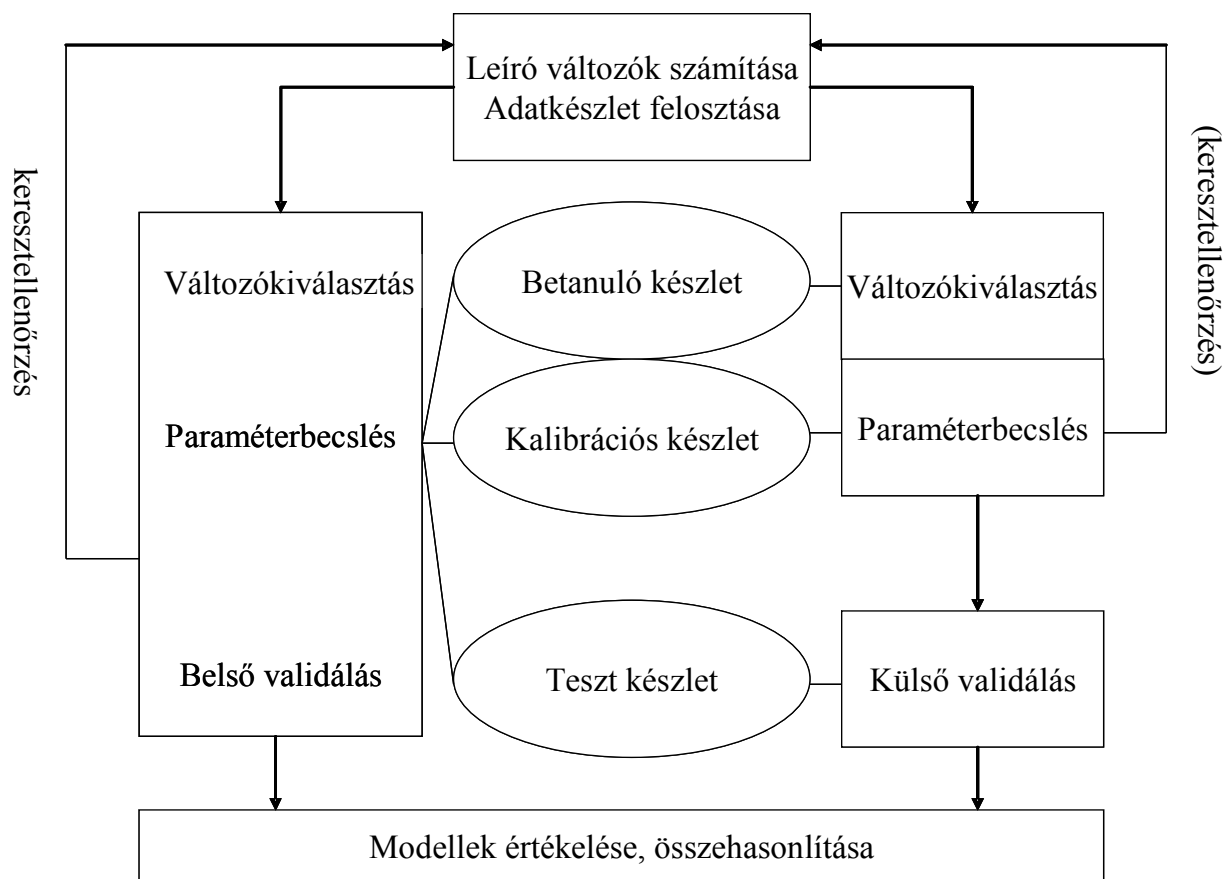 Leíró változók számítása
Adatkészlet felosztása
keresztellenőrzés
(keresztellenőrzés)
Változókiválasztás
Betanuló készlet
Változókiválasztás
Paraméterbecslés
Kalibrációs készlet
Paraméterbecslés
Belső validálás
Teszt készlet
Külső validálás
Modellek értékelése, összehasonlítása